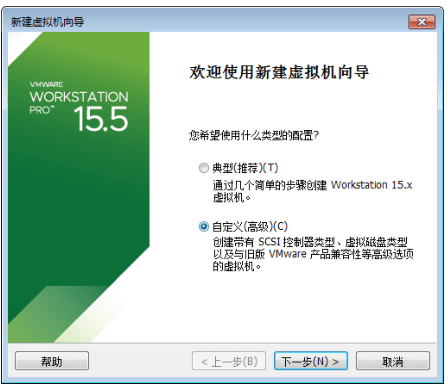 新建虚拟机向导
VMWARE
WORKSTATION
PRO™ 15.5
欢迎使用新建虚拟机向导
您希望使用什么类型的配置?
典型(推荐)(T)
通过几个简单的步骤创建 Workstation 15.x
虚拟机。
自定义(高级)(C)
创建带有 SCSI 控制器类型、虚拟磁盘类型
以及与旧版 VMware 产品兼容性等高级选项
的虚拟机。
帮助
< 上一步(B)
下一步(N) >
取消